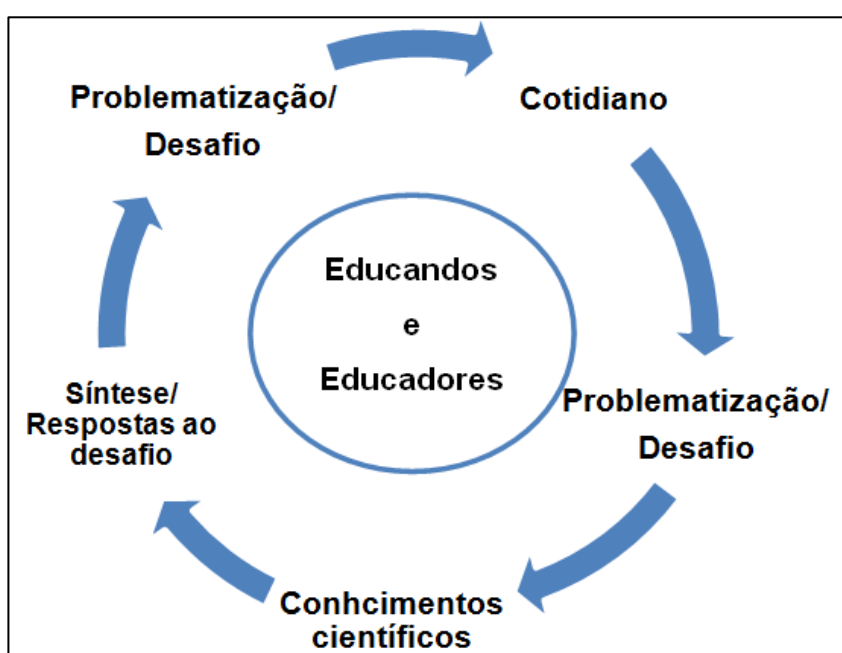 Problematização/
Desafio
Cotidiano
Educandos
e
Educadores
Problematização/
Desafio
Síntese/
Respostas ao
desafio
Conhcimentos
científicos